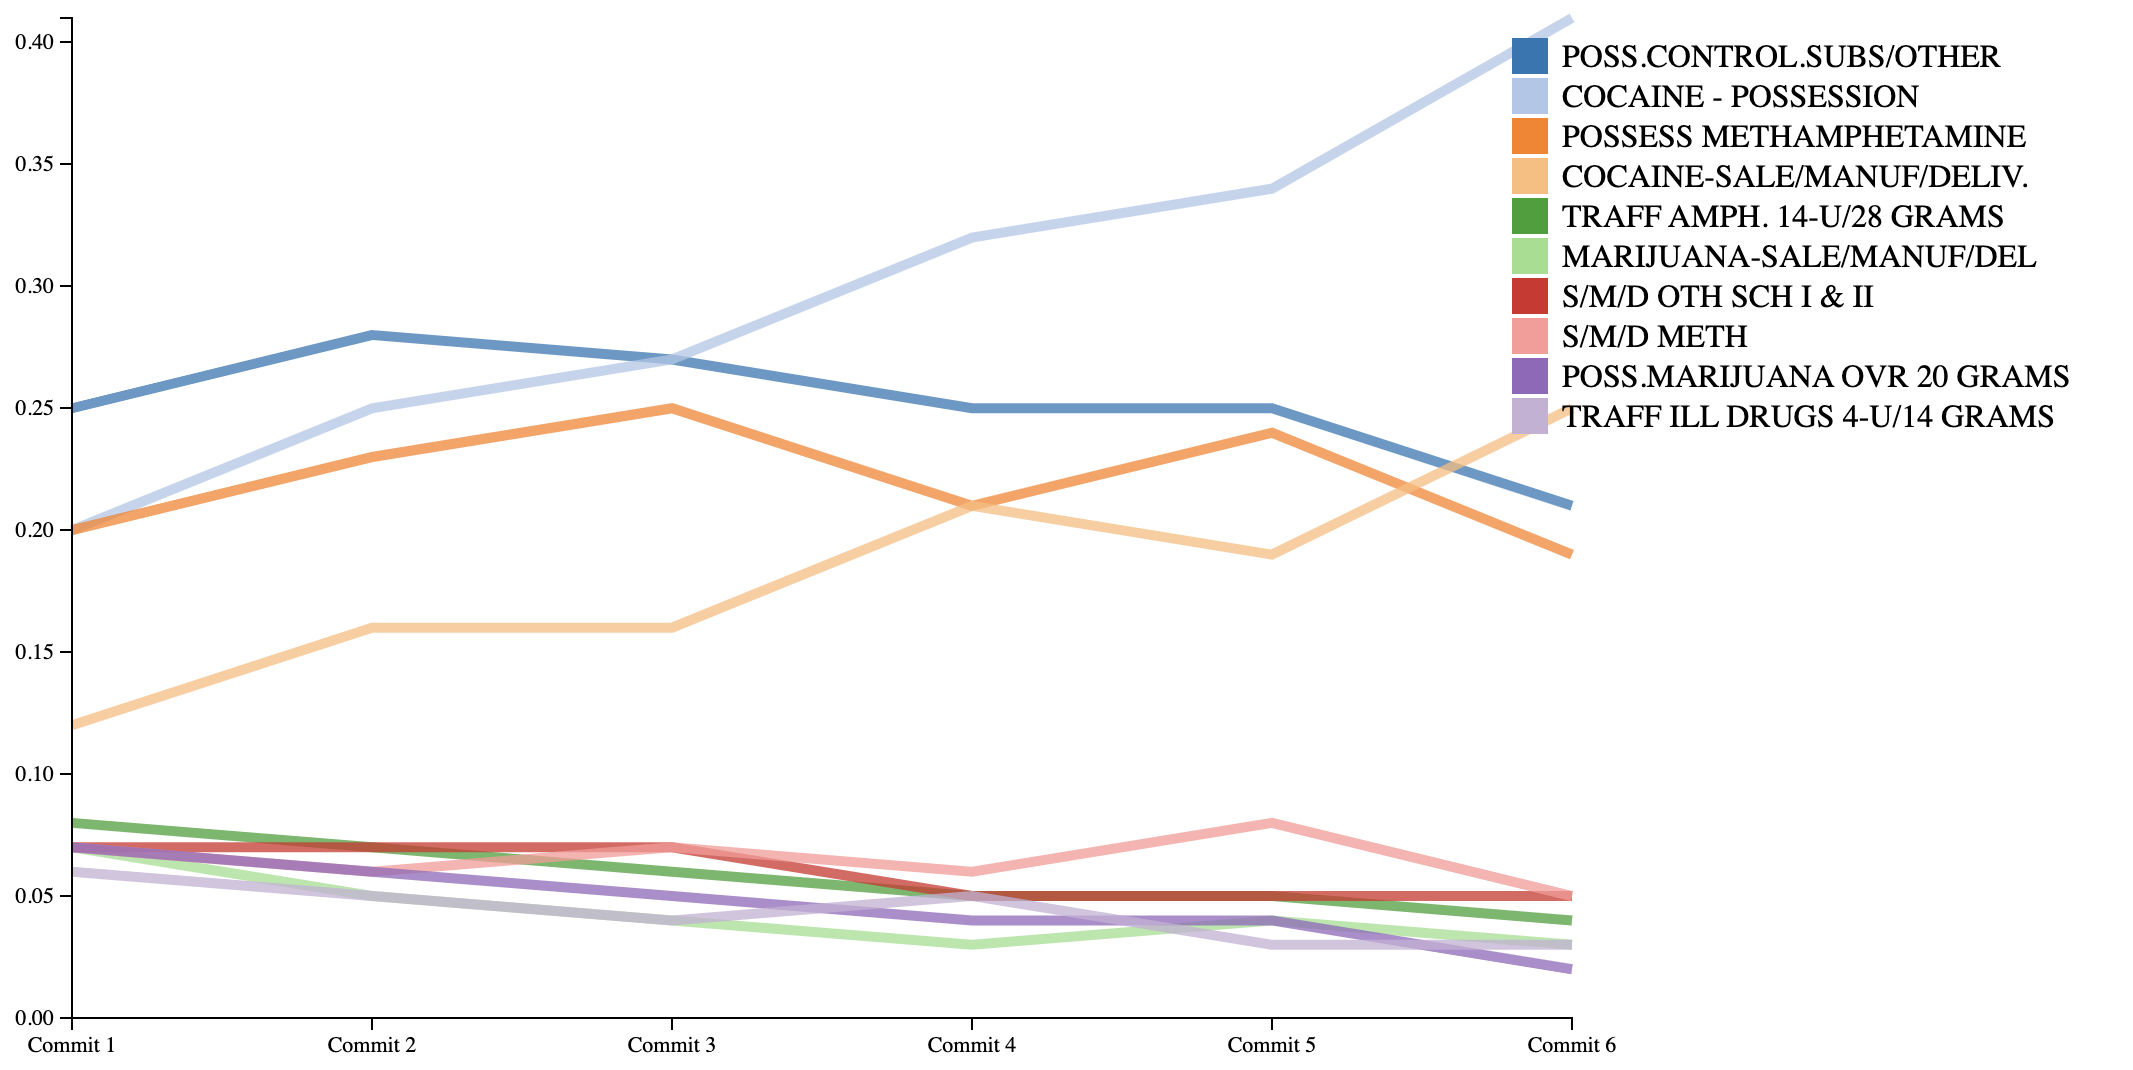 0.40
0.35
0.30
0.25
0.20
0.15
0.10
0.05
0.00
Commit 1
Commit 2
Commit 3
Commit 4
Commit 5
Commit 6
POSS.CONTROL.SUBS/OTHER
COCAINE - POSSESSION
POSSESS METHAMPHETAMINE
COCAINE-SALE/MANUF/DELIV.
TRAFF AMPH. 14-U/28 GRAMS
MARIJUANA-SALE/MANUF/DEL
S/M/D OTH SCH I & II
S/M/D METH
POSS.MARIJUANA OVR 20 GRAMS
TRAFF ILL DRUGS 4-U/14 GRAMS